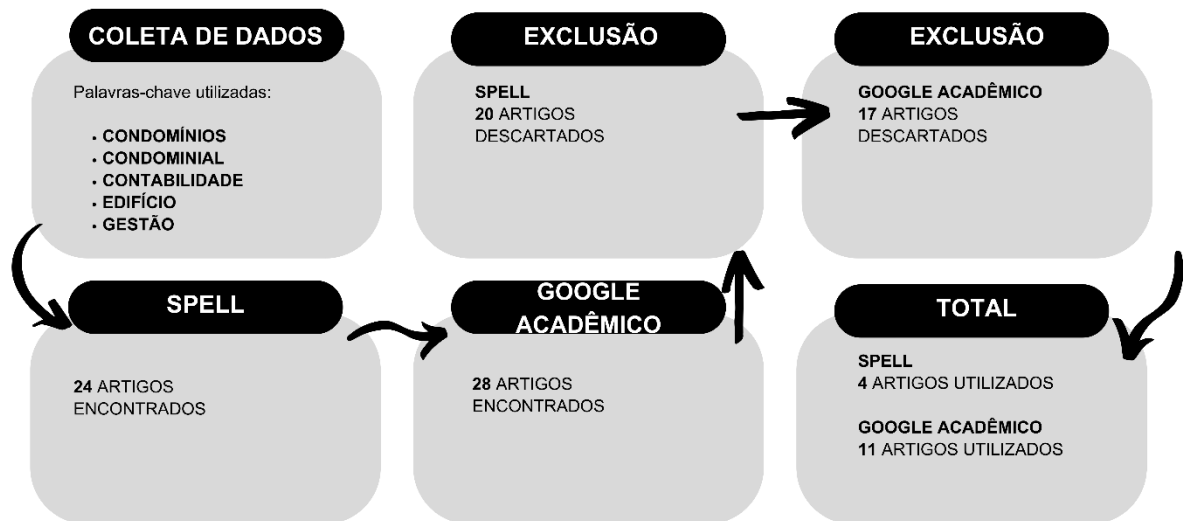 COLETA DE DADOS
Palavras-chave utilizadas:
• CONDOMÍNIOS
• CONDOMINIAL
• CONTABILIDADE
• EDIFÍCIO
• GESTÃO
SPELL
24 ARTIGOS
ENCONTRADOS
GOOGLE
ACADÊMICO
28 ARTIGOS
ENCONTRADOS
EXCLUSÃO
SPELL
20 ARTIGOS
DESCARTADOS
EXCLUSÃO
GOOGLE ACADÊMICO
17 ARTIGOS
DESCARTADOS
TOTAL
SPELL
4 ARTIGOS UTILIZADOS
GOOGLE ACADÊMICO
11 ARTIGOS UTILIZADOS